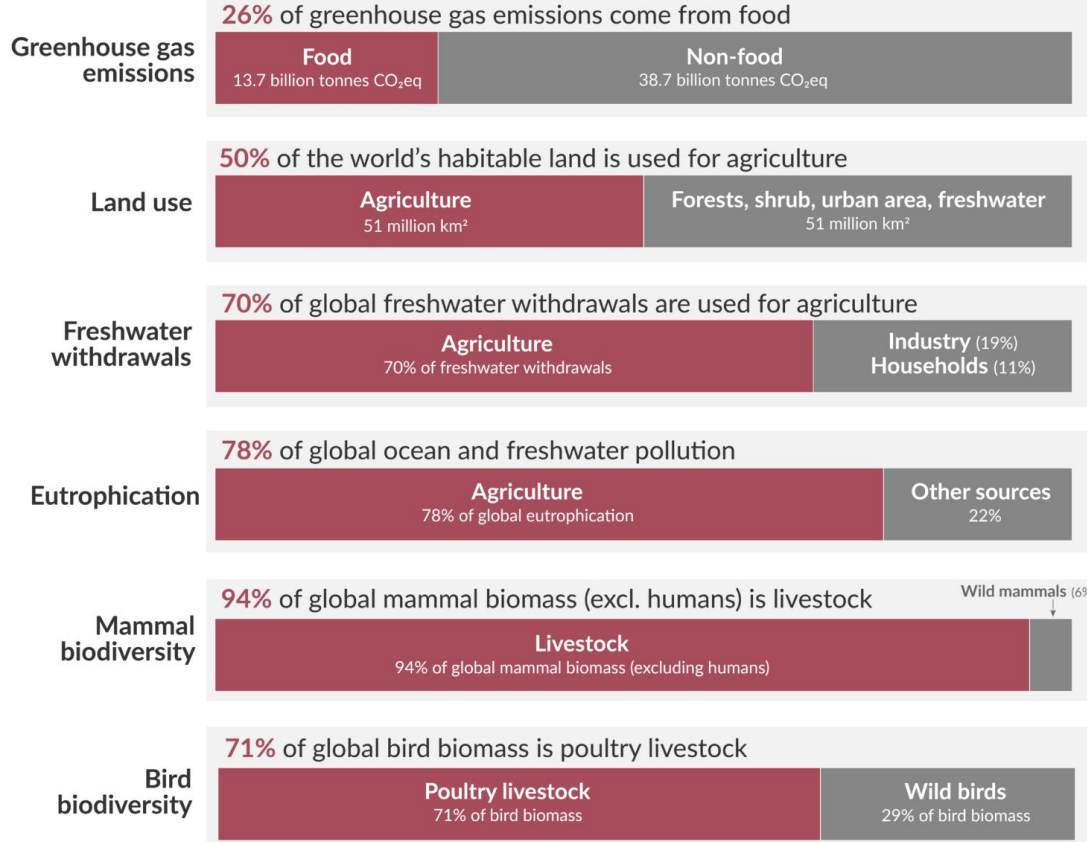 26% of greenhouse gas emissions come from food
Greenhouse gas
emissions
Food
13.7 billion tonnes CO₂eq
Non-food
38.7 billion tonnes CO₂eq
50% of the world's habitable land is used for agriculture
Land use
Agriculture
51 million km²
Forests, shrub, urban area, freshwater
51 million km²
70% of global freshwater withdrawals are used for agriculture
Freshwater
withdrawals
Agriculture
70% of freshwater withdrawals
Industry (19%)
Households (11%)
78% of global ocean and freshwater pollution
Eutrophication
Agriculture
78% of global eutrophication
Other sources
22%
94% of global mammal biomass (excl. humans) is livestock
Wild mammals (6%
Mammal
biodiversity
Livestock
94% of global mammal biomass (excluding humans)
71% of global bird biomass is poultry livestock
Bird
biodiversity
Poultry livestock
71% of bird biomass
Wild birds
29% of bird biomass